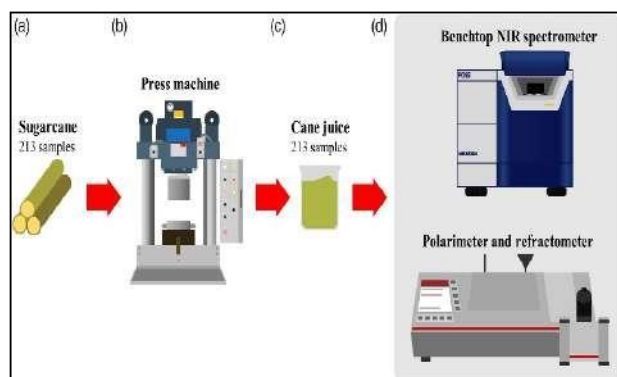 (a)
(b)
(c)
(d)
Benchtop NIR spectrometer
Press machine
Sugarcane
213 samples
Cane juice
213 samples
Polarimeter and refractometer